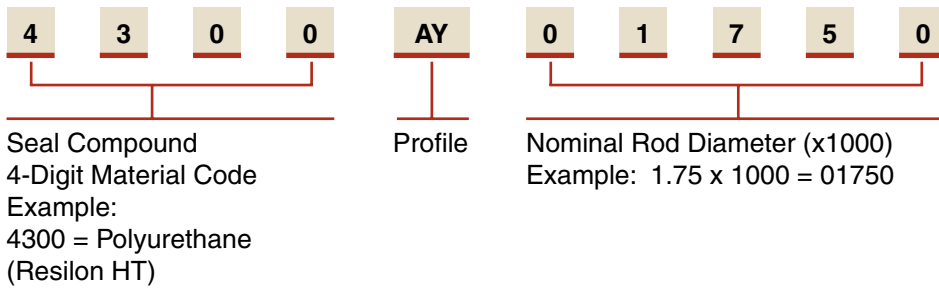 4 3 0 0 AY 0 1 7 5 0
Seal Compound
4-Digit Material Code
Example:
4300 = Polyurethane
(Resilon HT)
Profile
Nominal Rod Diameter (x1000)
Example: 1.75 x 1000 = 01750